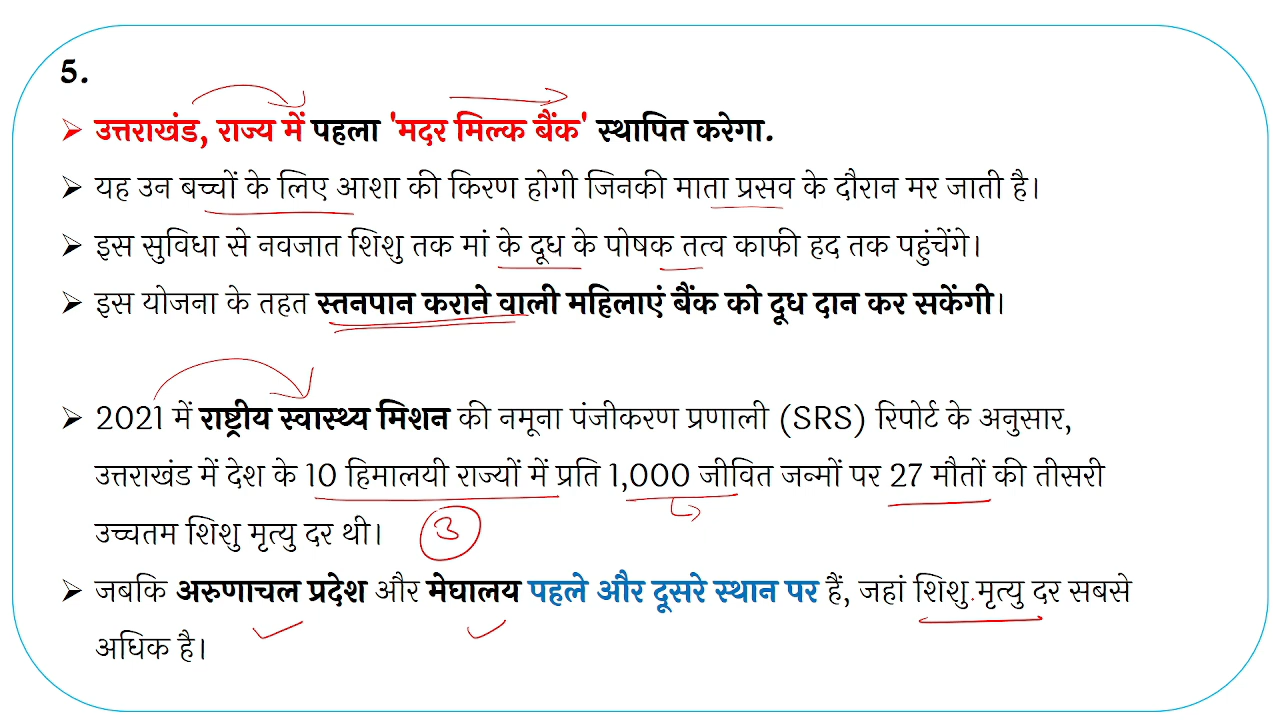 5.
➢ उत्तराखंड, राज्य में पहला 'मदर मिल्क बैंक' स्थापित करेगा.
➢ यह उन बच्चों के लिए आशा की किरण होगी जिनकी माता प्रसव के दौरान मर जाती है।
➢ इस सुविधा से नवजात शिशु तक मां के दूध के पोषक तत्व काफी हद तक पहुंचेंगे।
➢ इस योजना के तहत स्तनपान कराने वाली महिलाएं बैंक को दूध दान कर सकेंगी।
➢ 2021 में राष्ट्रीय स्वास्थ्य मिशन की नमूना पंजीकरण प्रणाली (SRS) रिपोर्ट के अनुसार,
उत्तराखंड में देश के 10 हिमालयी राज्यों में प्रति 1,000 जीवित जन्मों पर 27 मौतों की तीसरी
उच्चतम शिशु मृत्यु दर थी। 3
➢ जबकि अरुणाचल प्रदेश और मेघालय पहले और दूसरे स्थान पर हैं, जहां शिशु मृत्यु दर सबसे
अधिक है।